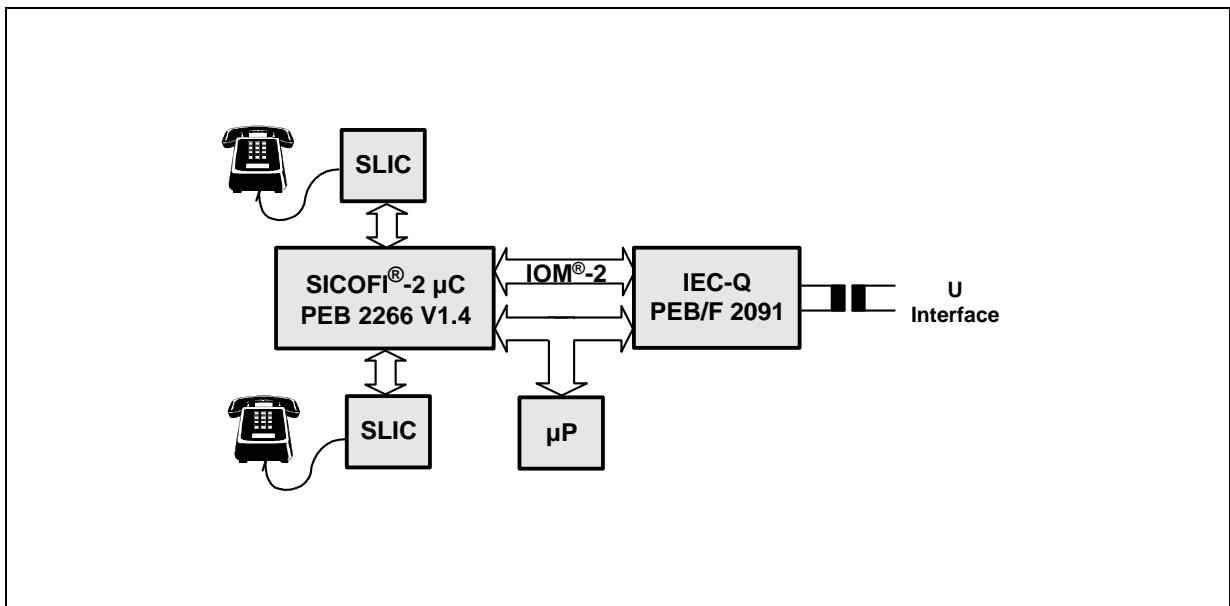 SLIC
SICOFI®-2 µC
PEB 2266 V1.4
IOM®-2
IEC-Q
PEB/F 2091
U
Interface
SLIC
µP